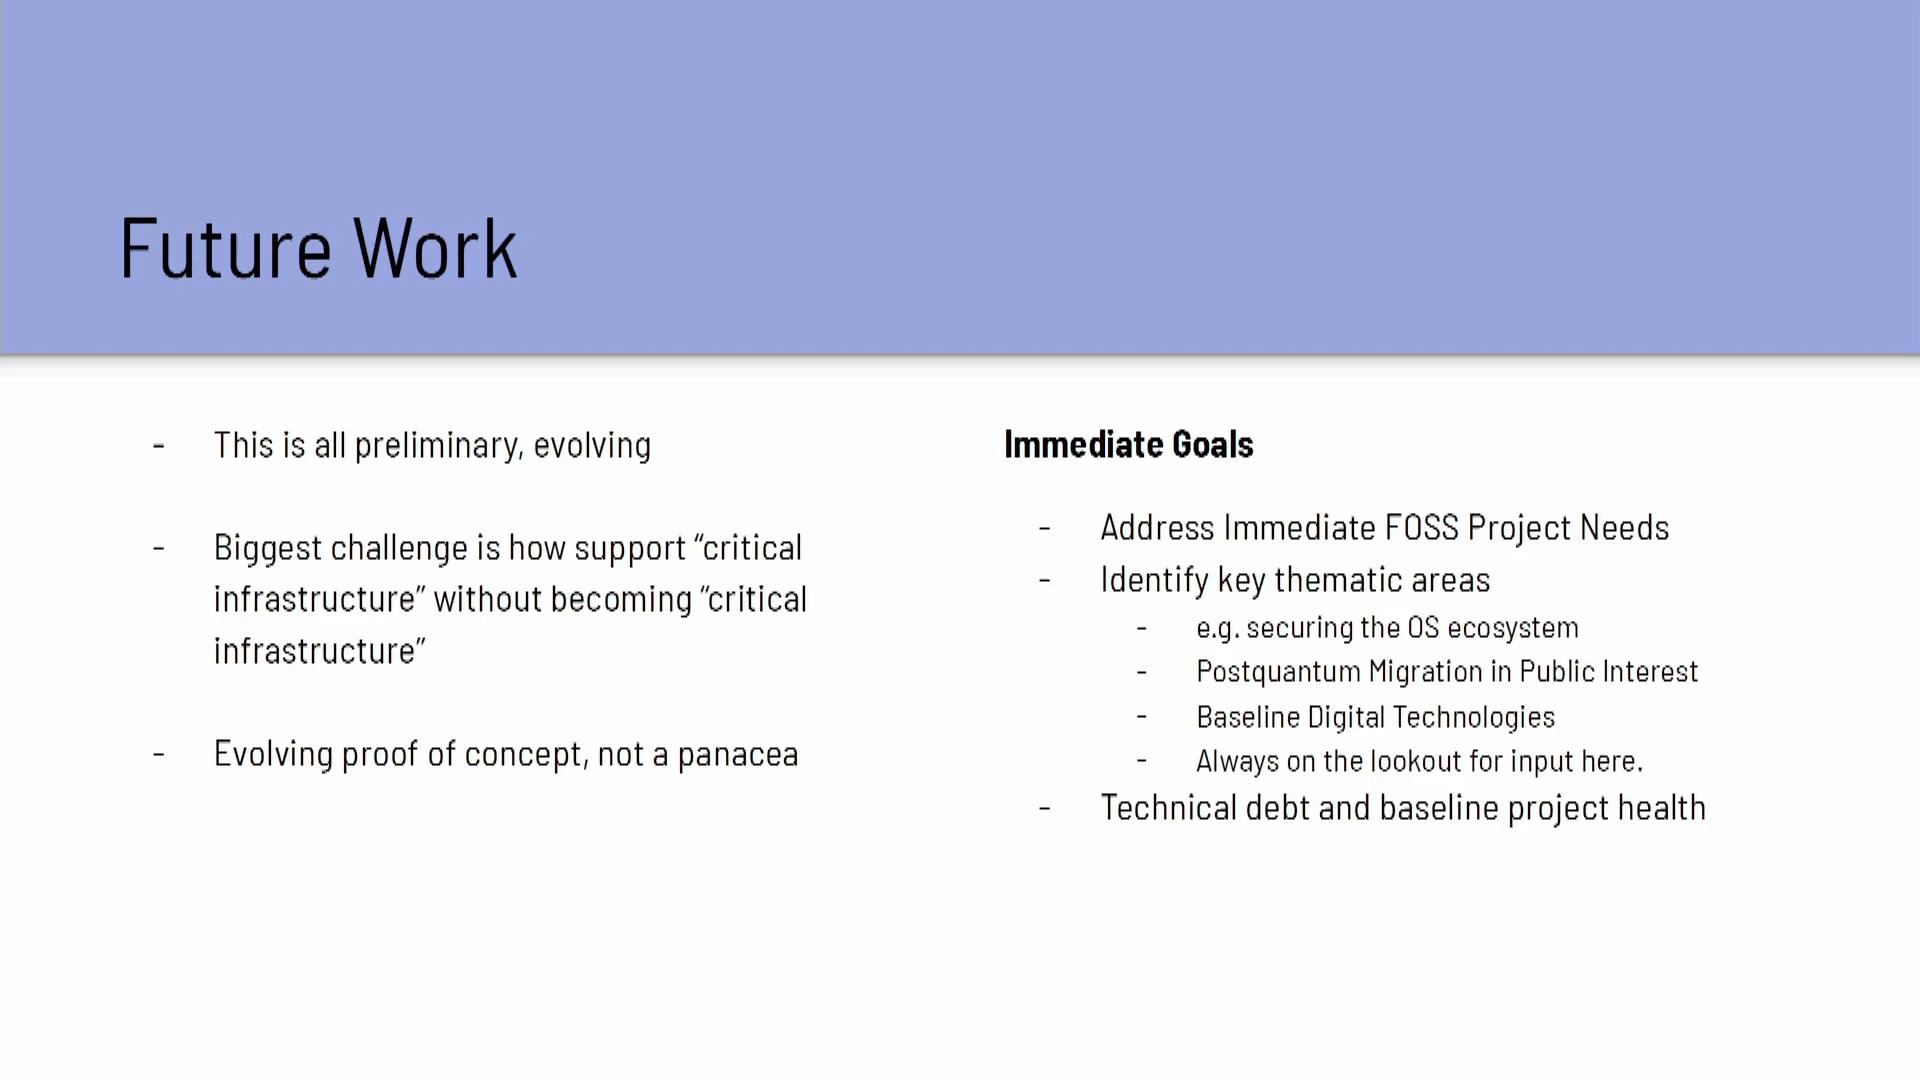 Future Work
- This is all preliminary, evolving
- Biggest challenge is how support “critical
infrastructure” without becoming “critical
infrastructure”
- Evolving proof of concept, not a panacea
Immediate Goals
- Address Immediate FOSS Project Needs
- Identify key thematic areas
- e.g. securing the OS ecosystem
- Postquantum Migration in Public Interest
- Baseline Digital Technologies
- Always on the lookout for input here.
- Technical debt and baseline project health